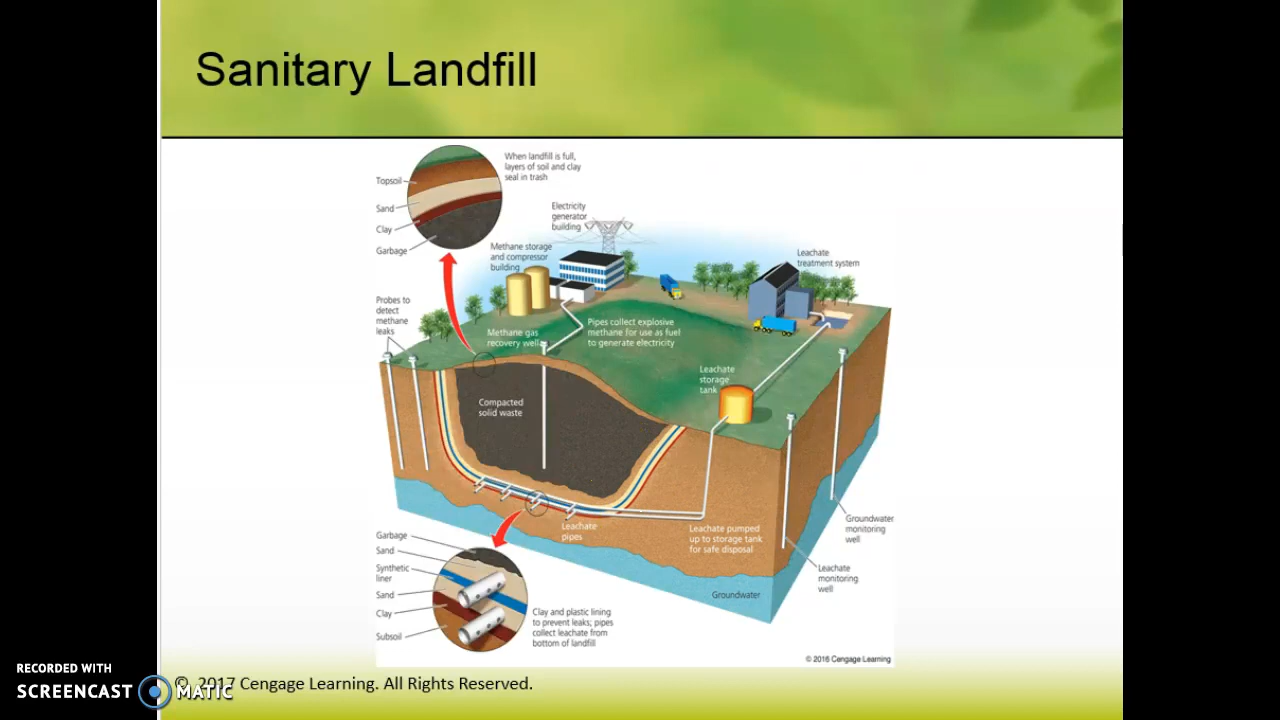 Sanitary Landfill
When landfill is full,
layers of soil and clay
seal in trash
Topsoil
Sand
Clay
Garbage
Electricity
generator
building
Methane storage
and compressor
building
Leachate
treatment system
Probes to
detect
methane
leaks
Methane gas
recovery well
Pipes collect explosive
methane for use as fuel
to generate electricity
Leachate
storage
tank
Compacted
solid waste
Leachate
pipes
Leachate pumped
up to storage tank
for safe disposal
Groundwater
monitoring
well
Leachate
monitoring
well
Groundwater
Garbage
Sand
Synthetic
liner
Sand
Clay
Subsoil
Clay and plastic lining
to prevent leaks; pipes
collect leachate from
bottom of landfill
© 2016 Cengage Learning
© 2017 Cengage Learning. All Rights Reserved.
RECORDED WITH
SCREENCAST MATIC